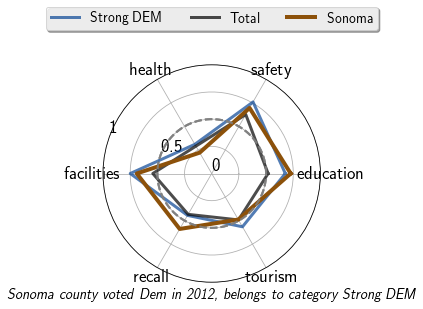 Strong DEM Total Sonoma
health safety
1
0.5
0
facilities education
recall tourism
Sonoma county voted Dem in 2012, belongs to category Strong DEM